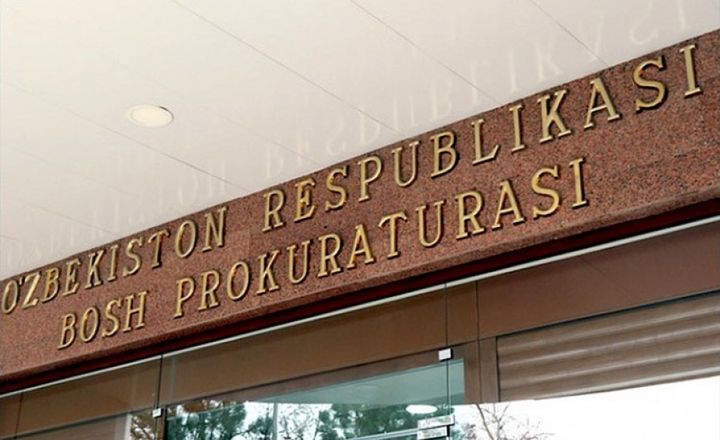 O'ZBEKISTON RESPUBLIKASI
BOSH PROKURATURASI